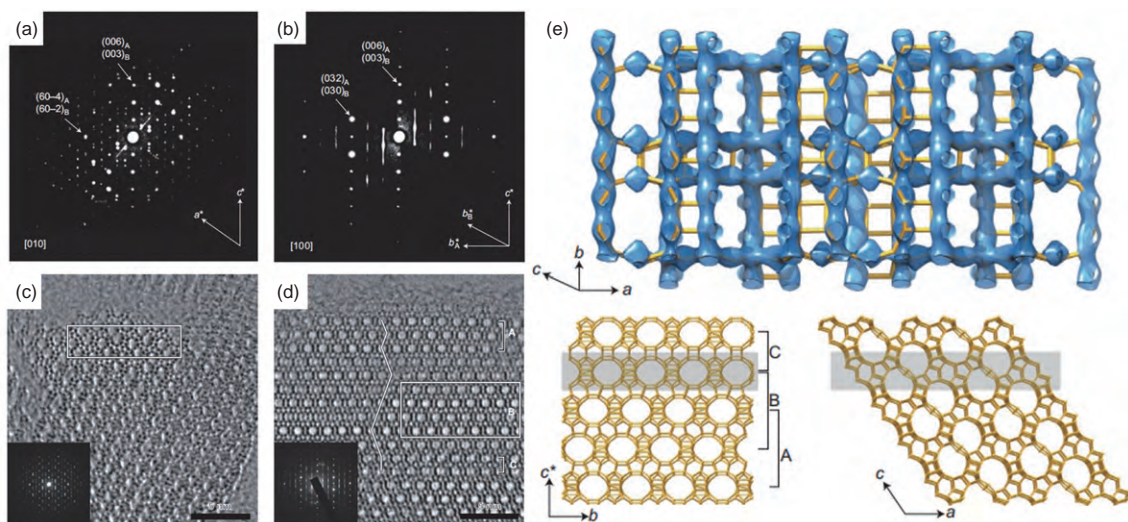 (a)
(006)A
(003)B
(60–4)A
(60–2)B
c*
a*
[010]
(b)
(006)A
(003)B
(032)A
(030)B
c*
b*B
b*A
[100]
(c)
(d)
A
B
C
(e)
b
c
a
C
B
A
c*
b
c
a